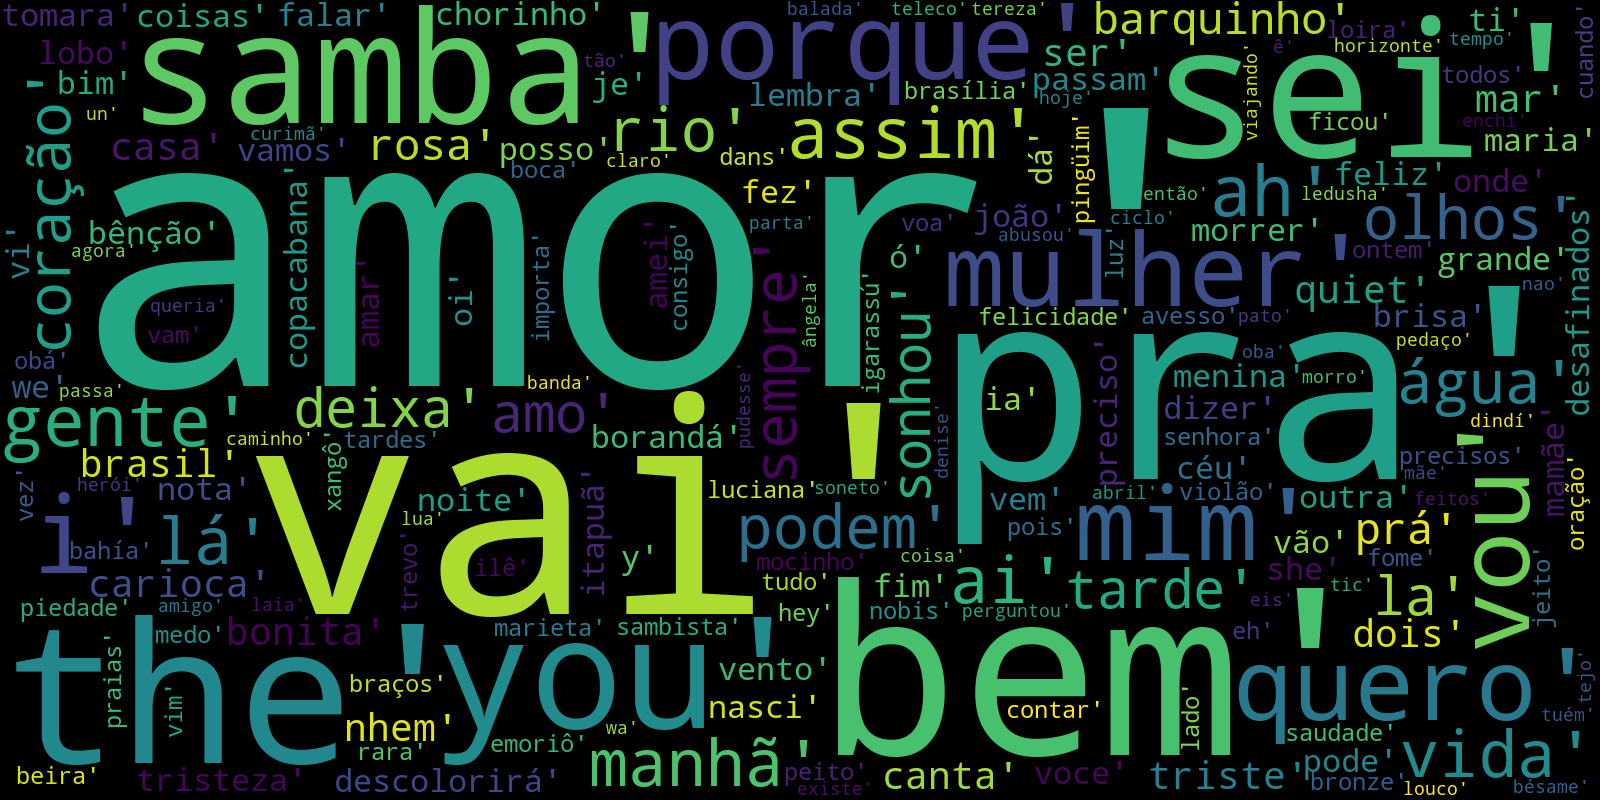 tomara'
coisas'
falar'
chorinho'
balada'
teleco'
tereza'
barquinho'
loira'
ti'
lobo'
bim'
samba'
tão'
porque'
ser'
ê'
horizonte'
tempo'
cuando'
je'
lembra'
brasília'
passam'
hoje'
viajando'
sei'
todos'
mar'
un'
coração'
casa'
curimã'
vamos'
rosa'
posso'
rio'
claro'
dans'
assim'
dá'
pingüim'
ficou'
enchi'
maria'
boca'
fez'
então'
ah'
ledusha'
feliz'
onde'
vi'
bênção'
agora'
copacabana'
amor'
parta'
voa'
joão'
abusou'
ciclo'
luz'
morrer'
olhos'
ontem'
grande'
desafinados'
queria'
vam'
amar'
oi'
importa'
amei'
consigo'
sempre'
ângela'
igarassú'
ó'
mulher'
quiet'
nao'
obá'
we'
passa'
felicidade'
avesso'
pato'
brisa'
pedaço'
gente'
deixa'
banda'
amo'
borandá'
pudesse'
sonhou'
denise'
ia'
pra'
preciso'
oba'
menina'
morro'
água'
dizer'
dindí'
brasil'
caminho'
tardes'
senhora'
céu'
precisos'
mãe'
mamãe'
oração'
vez'
herói'
nota'
xangô'
vai'
noite'
luciana'
soneto'
vem'
abril'
violão'
outra'
feitos'
i'
bahía'
lá'
lua'
trevo'
ilê'
itapuã'
y'
podem'
pois'
mim'
vão'
prá'
vou'
carioca'
mocinho'
coisa'
fome'
piedade'
amigo'
laia'
tudo'
fim'
ai'
tarde'
she'
tic'
la'
jeito'
medo'
bonita'
marieta'
sambista'
hey'
nobis'
perguntou'
eis'
eh'
dois'
praias'
vim'
the'
braços'
you'
vento'
bem'
quero'
tejo'
nhem'
rara'
emoriô'
wa'
nasci'
contar'
lado'
saudade'
tuém'
beira'
tristeza'
descolorirá'
manhã'
peito'
existe'
canta'
voce'
triste'
pode'
bronze'
vida'
louco'
bésame'